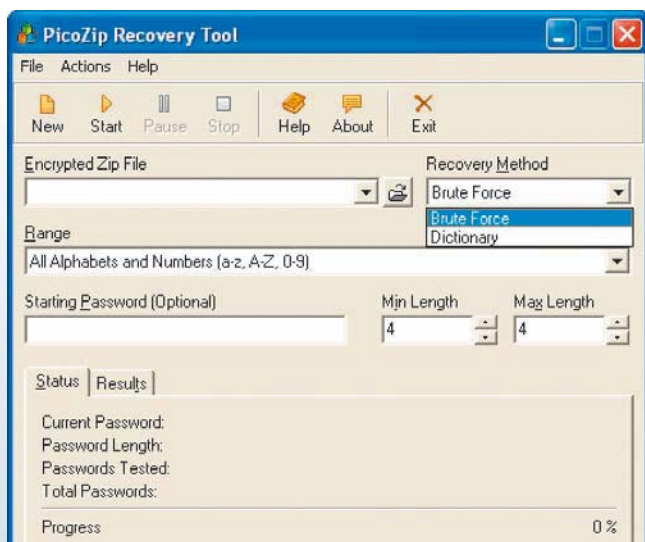 PicoZip Recovery Tool
File Actions Help
New Start Pause Stop Help About Exit
Encrypted Zip File Recovery Method
Brute Force
Brute Force
Dictionary
Range
All Alphabets and Numbers (a-z, A-Z, 0-9)
Starting Password (Optional) Min Length Max Length
4 4
Status Results
Current Password:
Password Length:
Passwords Tested:
Total Passwords:
Progress 0 %